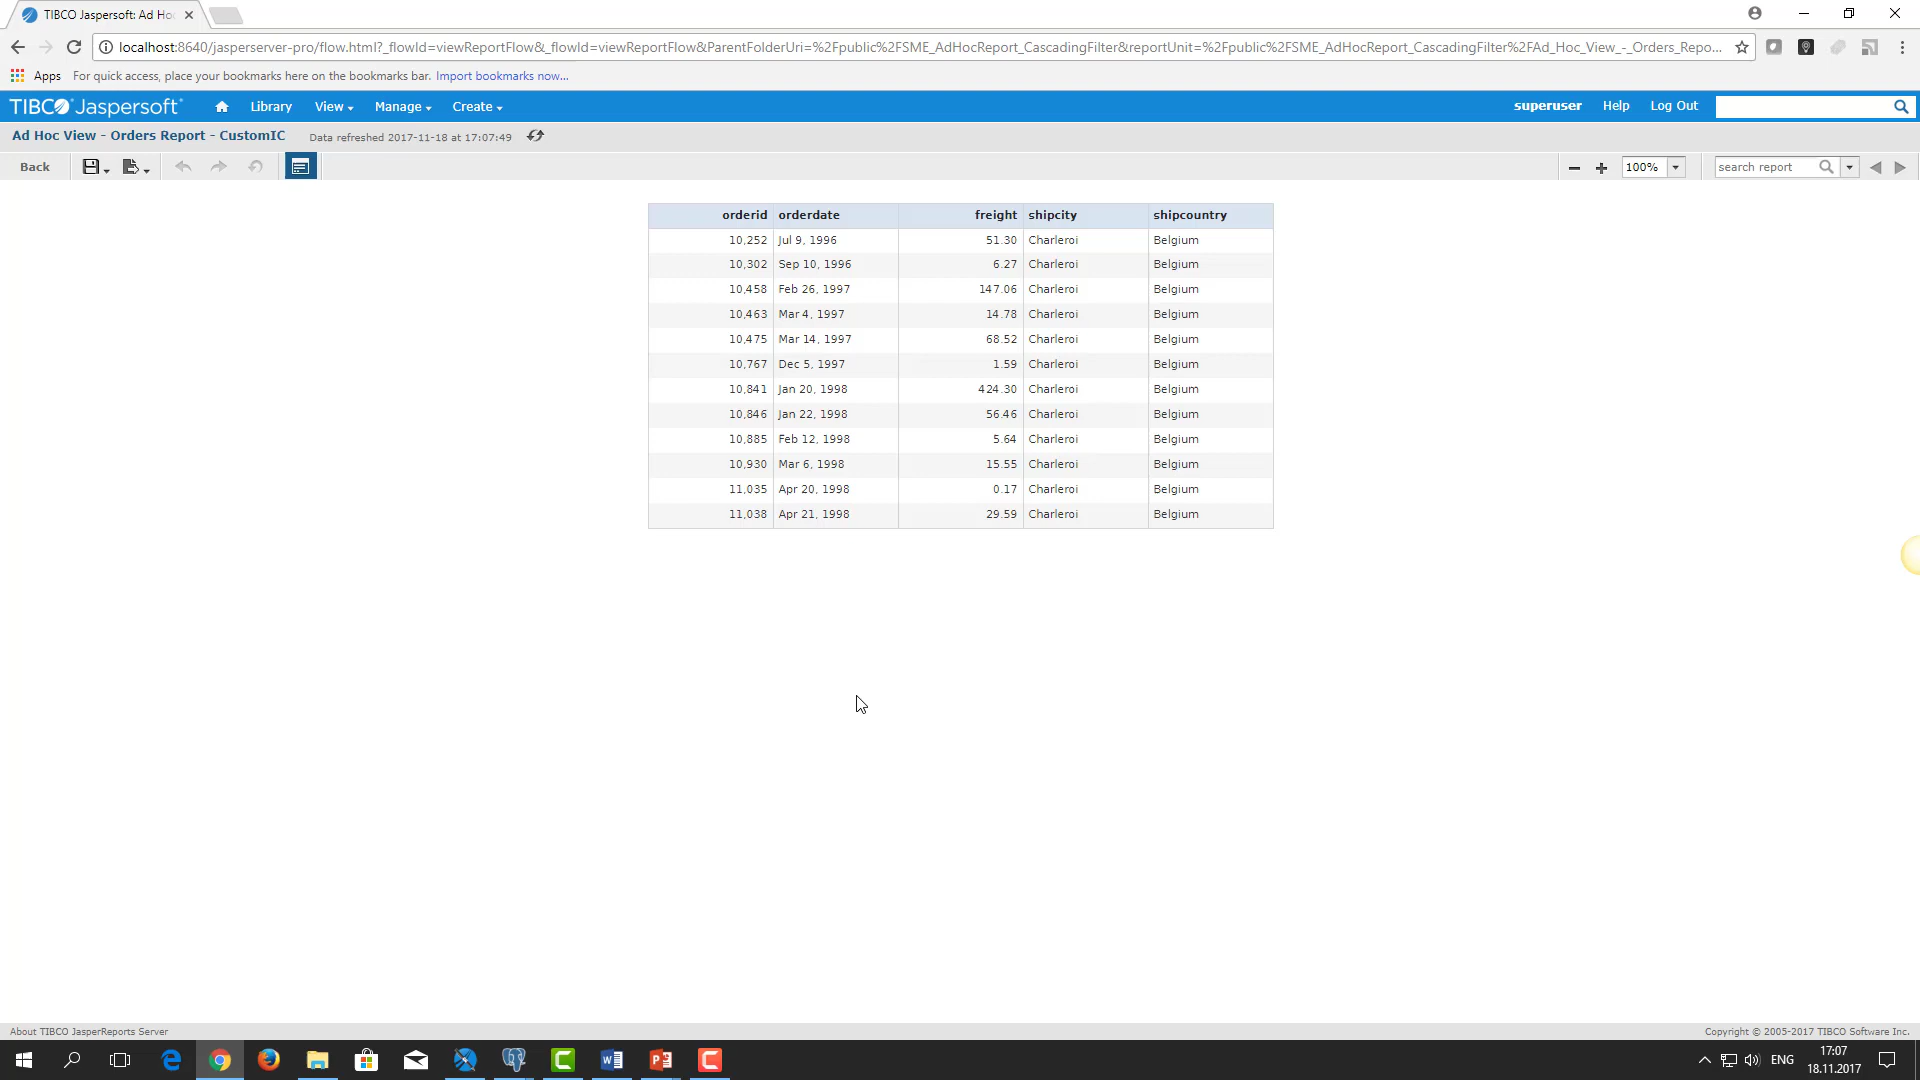 TIBCO Jaspersoft: Ad Ho
localhost:8640/jasperserver-pro/flow.html?_flowId=viewReportFlow&_flowId=viewReportFlow&ParentFolderUri=%2Fpublic%2FSME_AdHocReport_CascadingFilter&reportUnit=%2Fpublic%2FSME_AdHocReport_CascadingFilter%2FAd_Hoc_View_-_Orders_Repo...
Apps For quick access, place your bookmarks here on the bookmarks bar. Import bookmarks now...
TIBCO Jaspersoft Library View Manage Create superuser Help Log Out
Ad Hoc View - Orders Report - CustomIC Data refreshed 2017-11-18 at 17:07:49
Back 100% search report
orderid orderdate freight shipcity shipcountry
10,252 Jul 9, 1996 51.30 Charleroi Belgium
10,302 Sep 10, 1996 6.27 Charleroi Belgium
10,458 Feb 26, 1997 147.06 Charleroi Belgium
10,463 Mar 4, 1997 14.78 Charleroi Belgium
10,475 Mar 14, 1997 68.52 Charleroi Belgium
10,767 Dec 5, 1997 1.59 Charleroi Belgium
10,841 Jan 20, 1998 424.30 Charleroi Belgium
10,846 Jan 22, 1998 56.46 Charleroi Belgium
10,885 Feb 12, 1998 5.64 Charleroi Belgium
10,930 Mar 6, 1998 15.55 Charleroi Belgium
11,035 Apr 20, 1998 0.17 Charleroi Belgium
11,038 Apr 21, 1998 29.59 Charleroi Belgium
About TIBCO JasperReports Server Copyright © 2005-2017 TIBCO Software Inc.
ENG 17:07
18.11.2017